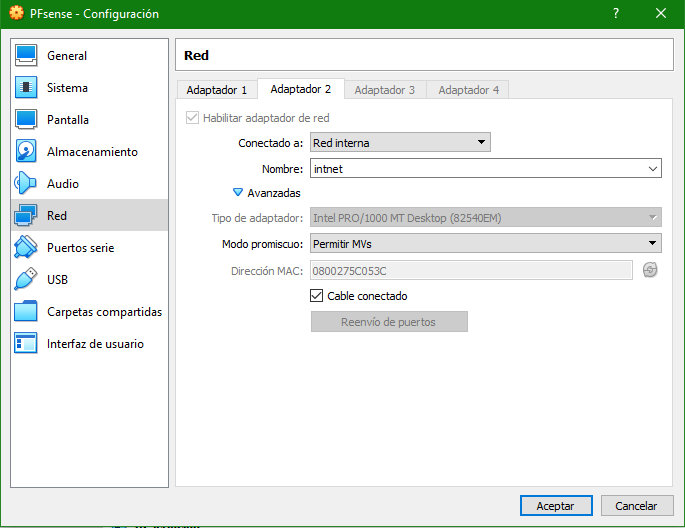 PFsense - Configuración
?
General
Sistema
Pantalla
Almacenamiento
Audio
Red
Puertos serie
USB
Carpetas compartidas
Interfaz de usuario
Red
Adaptador 1 Adaptador 2 Adaptador 3 Adaptador 4
Habilitar adaptador de red
Conectado a: Red interna
Nombre: intnet
Avanzadas
Tipo de adaptador: Intel PRO/1000 MT Desktop (82540EM)
Modo promiscuo: Permitir MVs
Dirección MAC: 0800275C053C
Cable conectado
Reenvío de puertos
Aceptar Cancelar